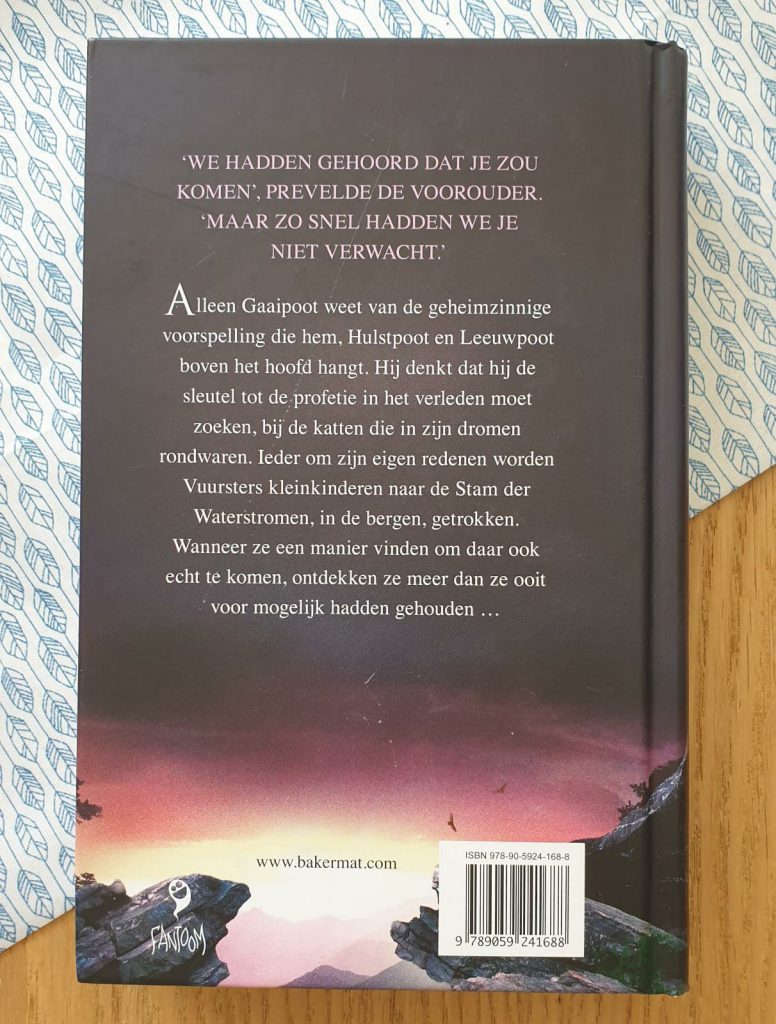 ‘WE HADDEN GEHOORD DAT JE ZOU
KOMEN’, PREVELDE DE VOOROUDER.
‘MAAR ZO SNEL HADDEN WE JE
NIET VERWACHT.’
Alleen Gaaipoot weet van de geheimzinnige
voorspelling die hem, Hulstpoot en Leeuwpoot
boven het hoofd hangt. Hij denkt dat hij de
sleutel tot de profetie in het verleden moet
zoeken, bij de katten die in zijn dromen
rondwaren. Ieder om zijn eigen redenen worden
Vuursters kleinkinderen naar de Stam der
Waterstromen, in de bergen, getrokken.
Wanneer ze een manier vinden om daar ook
echt te komen, ontdekken ze meer dan ze ooit
voor mogelijk hadden gehouden …
www.bakermat.com
FANTOOM
ISBN 978-90-5924-168-8
9 789059 241688